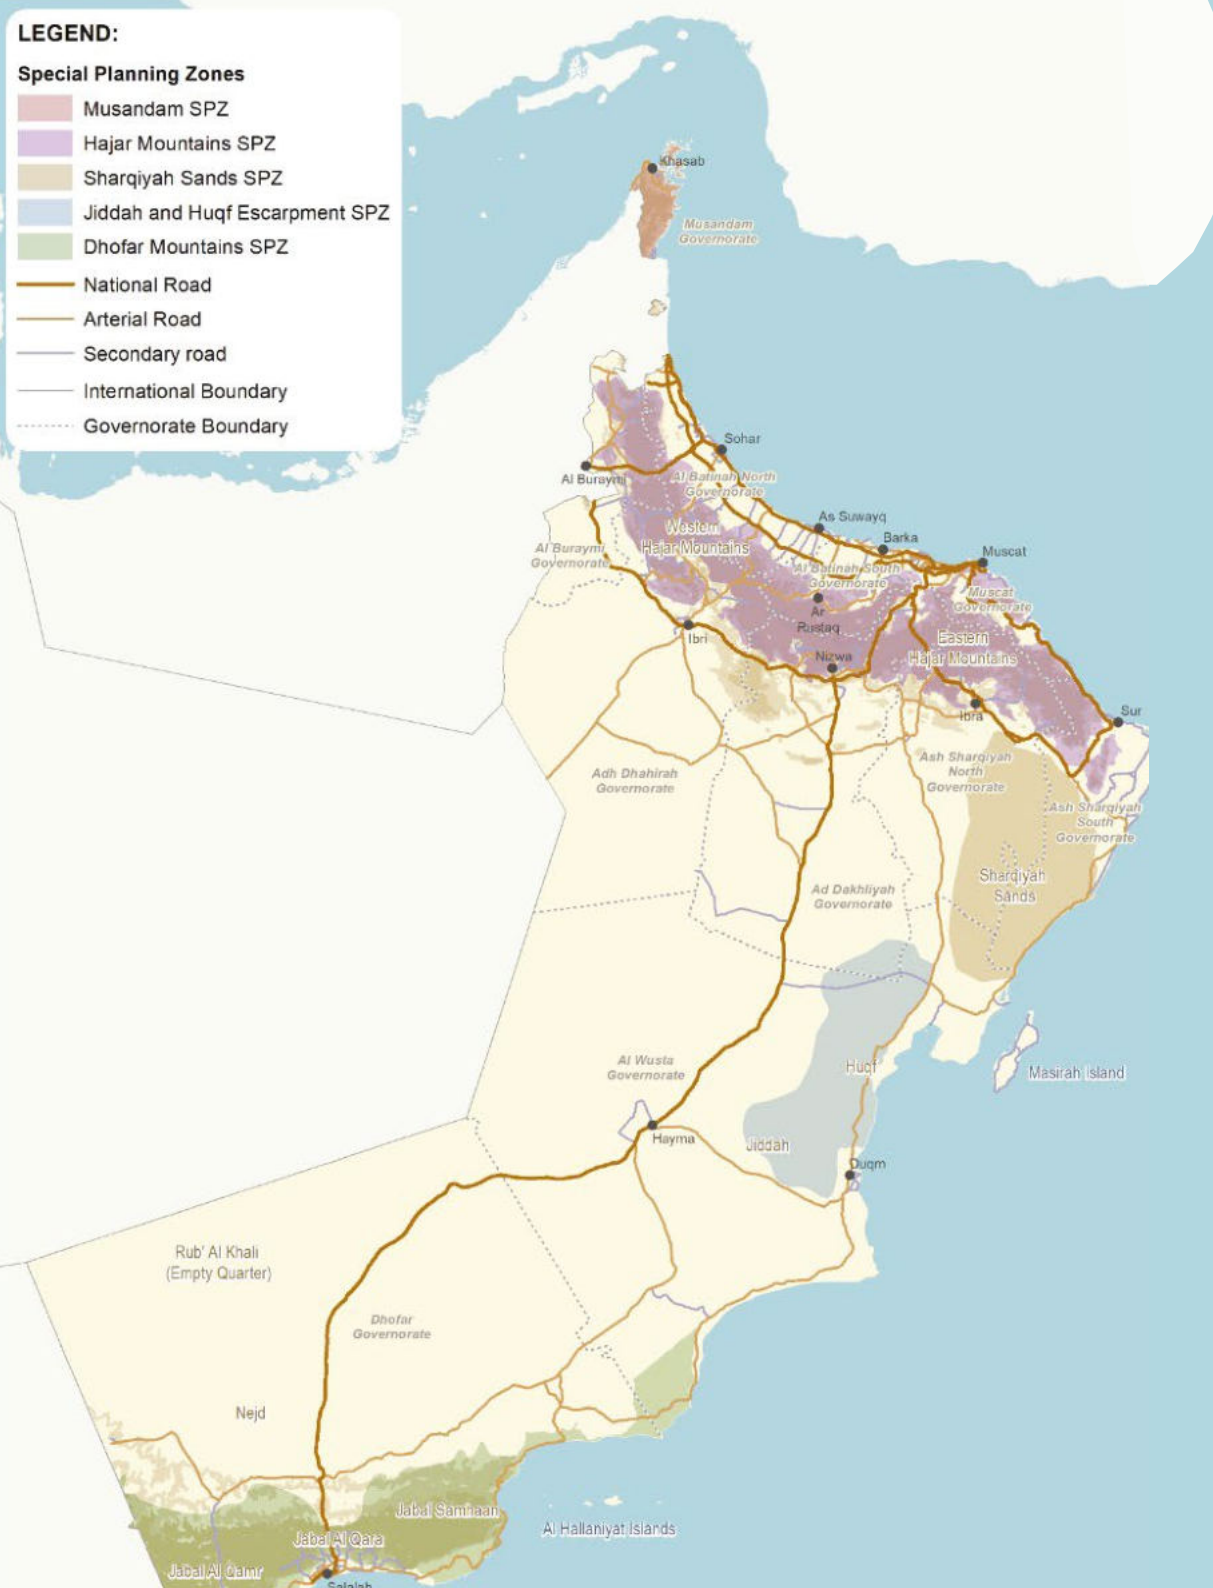 LEGEND:
Special Planning Zones
Musandam SPZ
Hajar Mountains SPZ
Sharqiyah Sands SPZ
Jiddah and Huqf Escarpment SPZ
Dhofar Mountains SPZ
National Road
Arterial Road
Secondary road
International Boundary
Governorate Boundary
Khasab
Musandam
Governorate
Sohar
Al Buraymi
Al Batinah North
Governorate
As Suwayq
Western
Hajar Mountains
Barka
Muscat
Al Buraymi
Governorate
Al Batinah South
Governorate
Muscat
Governorate
Ar
Rustaq
Ibri
Eastern
Hajar Mountains
Nizwa
Ibra
Sur
Adh Dhahirah
Governorate
Ash Sharqiyah
North
Governorate
Ash Sharqiyah
South
Governorate
Sharqiyah
Sands
Ad Dakhliyah
Governorate
Al Wusta
Governorate
Huqf
Masirah Island
Hayma
Jiddah
Duqm
Rub' Al Khali
(Empty Quarter)
Dhofar
Governorate
Nejd
Jabal Samhaan
Al Hallaniyat Islands
Jabal Al Qara
Jabal Al Qamr
Salalah